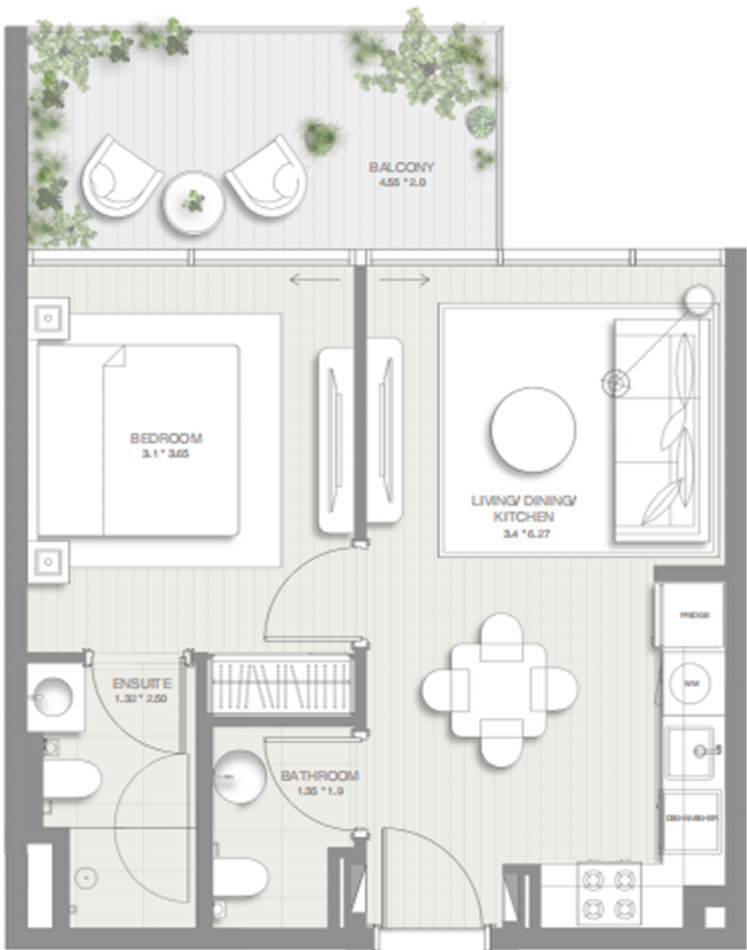 BALCONY
4.55 * 2.0
BEDROOM
3.1 * 3.65
LIVING/ DINING/
KITCHEN
3.4 * 6.27
FRIDGE
WM
ENSUITE
1.32 * 2.50
BATHROOM
1.35 * 1.9
DISHWASHER